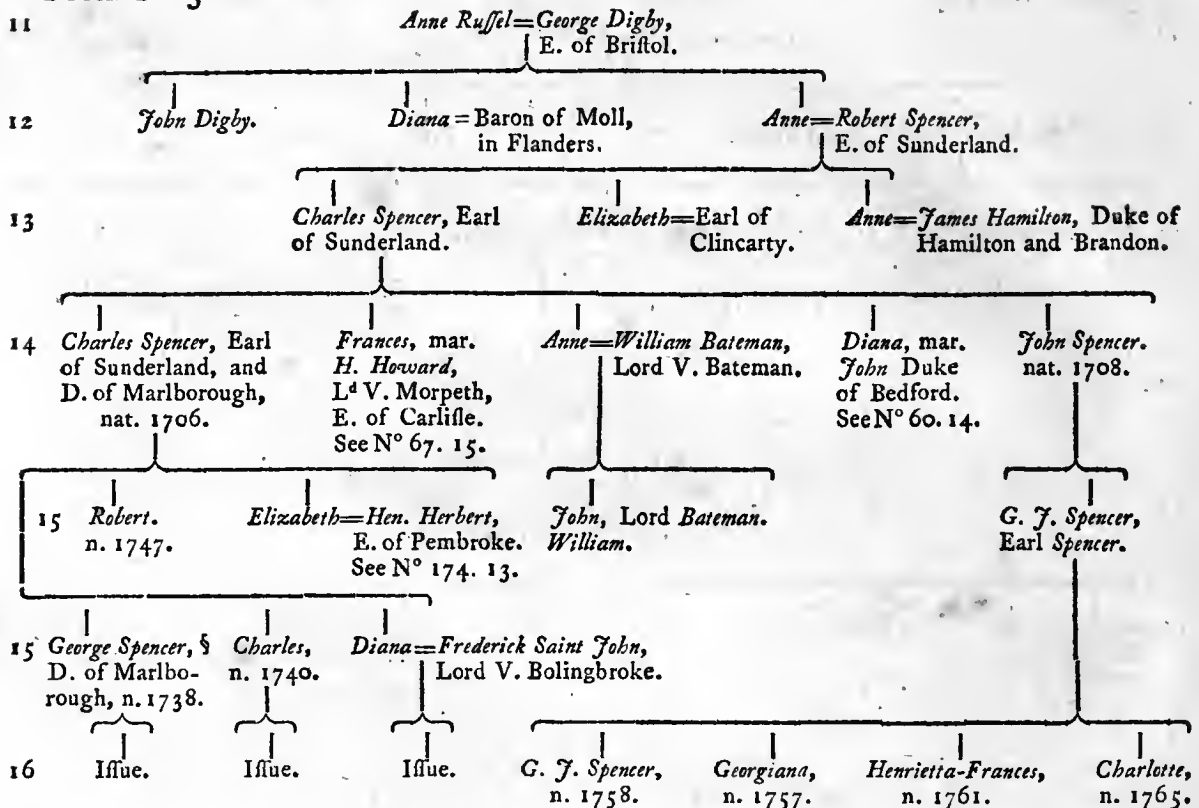 11 Anne Ruſſel=George Digby,
E. of Briſtol.
12 John Digby. Diana = Baron of Moll, Anne=Robert Spencer,
in Flanders. E. of Sunderland.
13 Charles Spencer, Earl Elizabeth=Earl of Anne=James Hamilton, Duke of
of Sunderland. Clincarty. Hamilton and Brandon.
14 Charles Spencer, Earl Frances, mar. Anne=William Bateman, Diana, mar. John Spencer.
of Sunderland, and H. Howard, Lord V. Bateman. John Duke nat. 1708.
D. of Marlborough, Lᵈ V. Morpeth, of Bedford.
nat. 1706. E. of Carliſle. See N° 60. 14.
See N° 67. 15.
15 Robert. Elizabeth=Hen. Herbert, John, Lord Bateman. G. J. Spencer,
n. 1747. E. of Pembroke. William. Earl Spencer.
See N° 174. 13.
15 George Spencer, § Charles, Diana=Frederick Saint John,
D. of Marlbo- n. 1740. Lord V. Bolingbroke.
rough, n. 1738.
16 Iſſue. Iſſue. Iſſue. G. J. Spencer, Georgiana, Henrietta-Frances, Charlotte,
n. 1758. n. 1757. n. 1761. n. 1765.